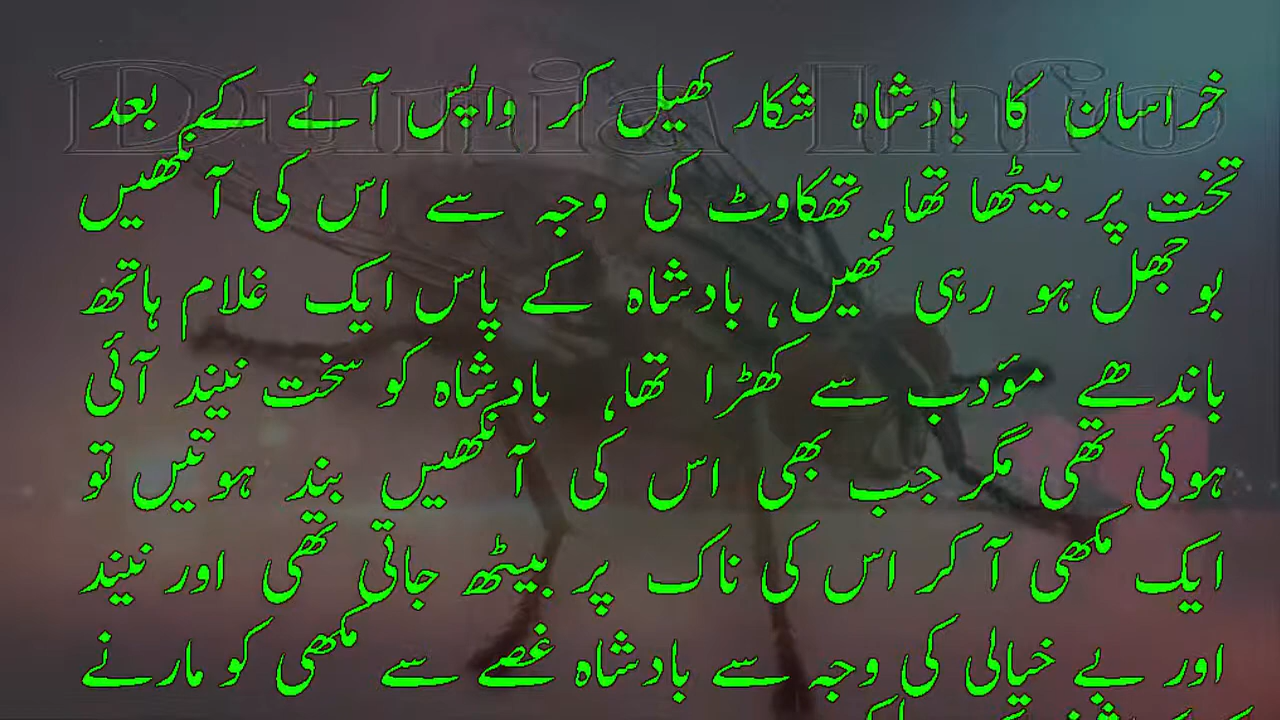 Dunia Info
خراسان کا بادشاہ شکار کھیل کر واپس آنے کے بعد
تخت پر بیٹھا تھا، تھکاوٹ کی وجہ سے اس کی آنکھیں
بوجھل ہو رہی تھیں، بادشاہ کے پاس ایک غلام ہاتھ
باندھے مؤدب سے کھڑا تھا، بادشاہ کو سخت نیند آئی
ہوئی تھی مگر جب بھی اس کی آنکھیں بند ہوتیں تو
ایک مکھی آ کر اس کی ناک پر بیٹھ جاتی تھی اور نیند
اور بے خیالی کی وجہ سے بادشاہ غصے سے مکھی کو مارنے